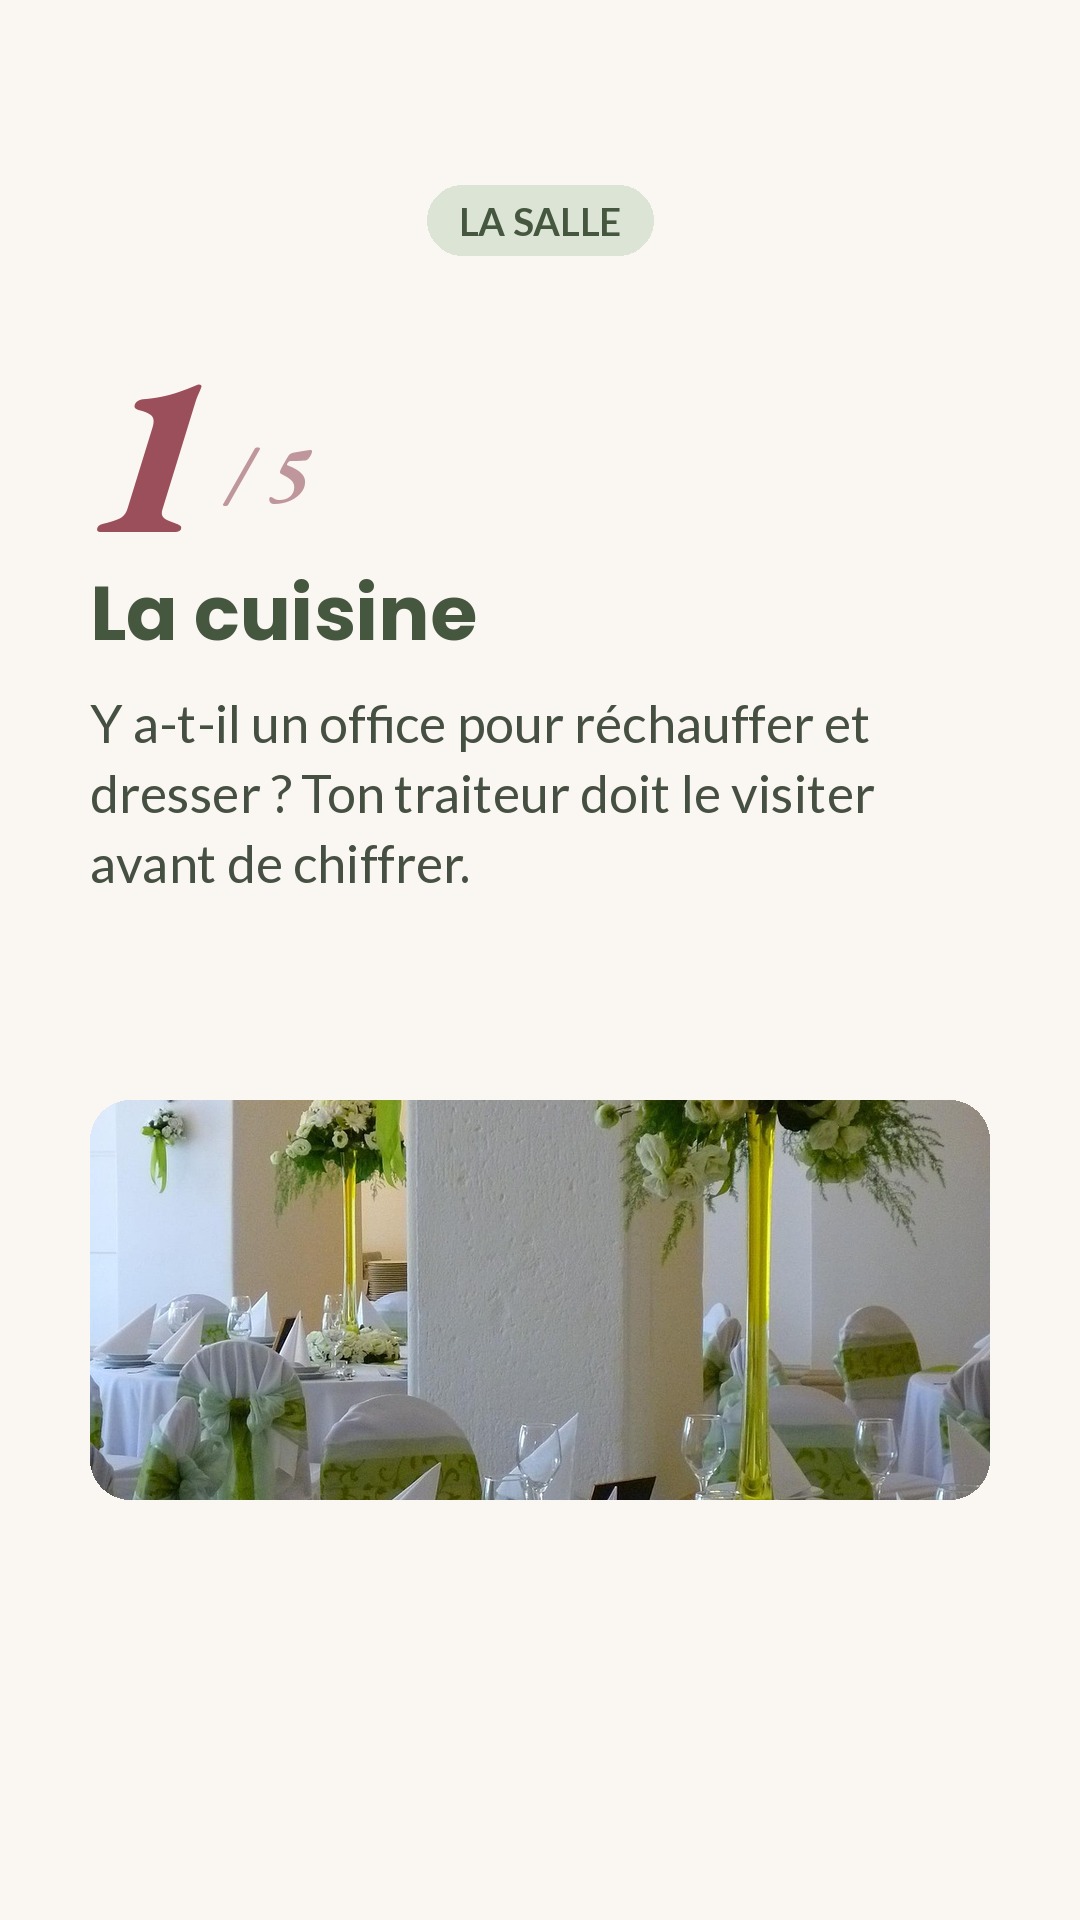 LA SALLE
1 / 5
La cuisine
Y a-t-il un office pour réchauffer et
dresser ? Ton traiteur doit le visiter
avant de chiffrer.